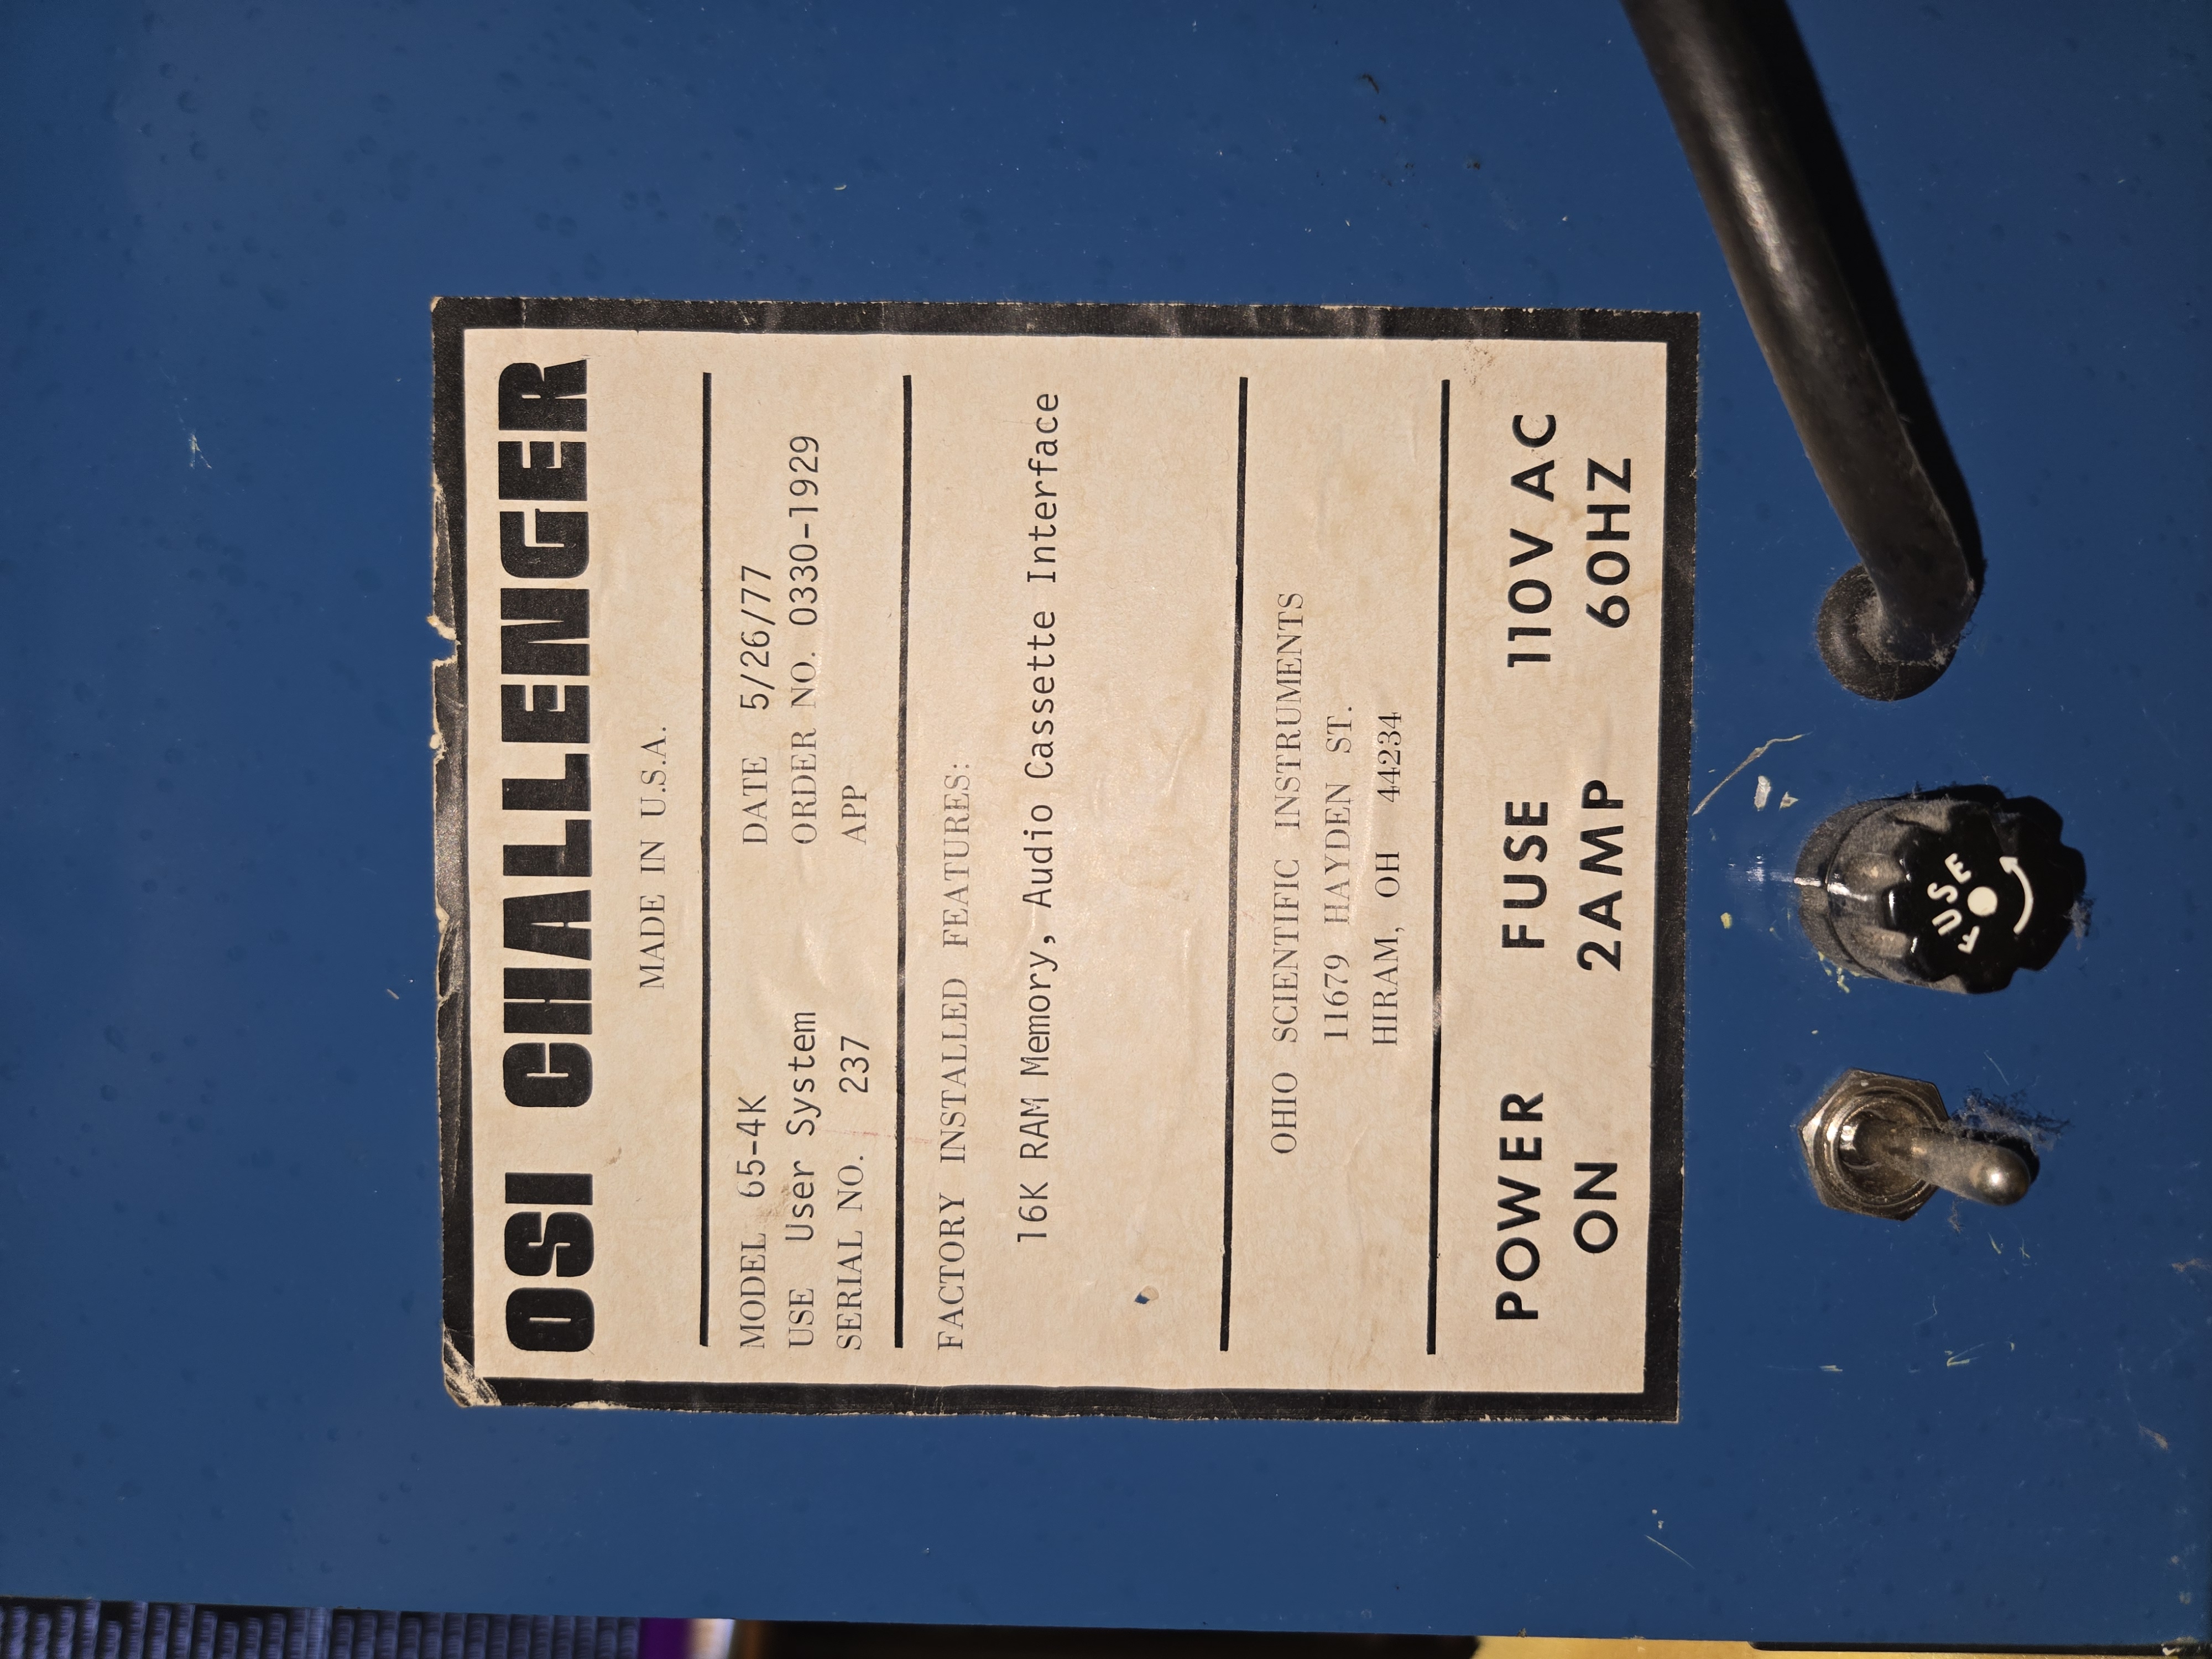 OSI CHALLENGER
MADE IN U.S.A.
MODEL 65-4K DATE 5/26/77
USE User System ORDER NO. 0330-1929
SERIAL NO. 237 APP
FACTORY INSTALLED FEATURES:
16K RAM Memory, Audio Cassette Interface
OHIO SCIENTIFIC INSTRUMENTS
11679 HAYDEN ST.
HIRAM, OH 44234
POWER FUSE 110V AC
ON 2AMP 60HZ
FUSE